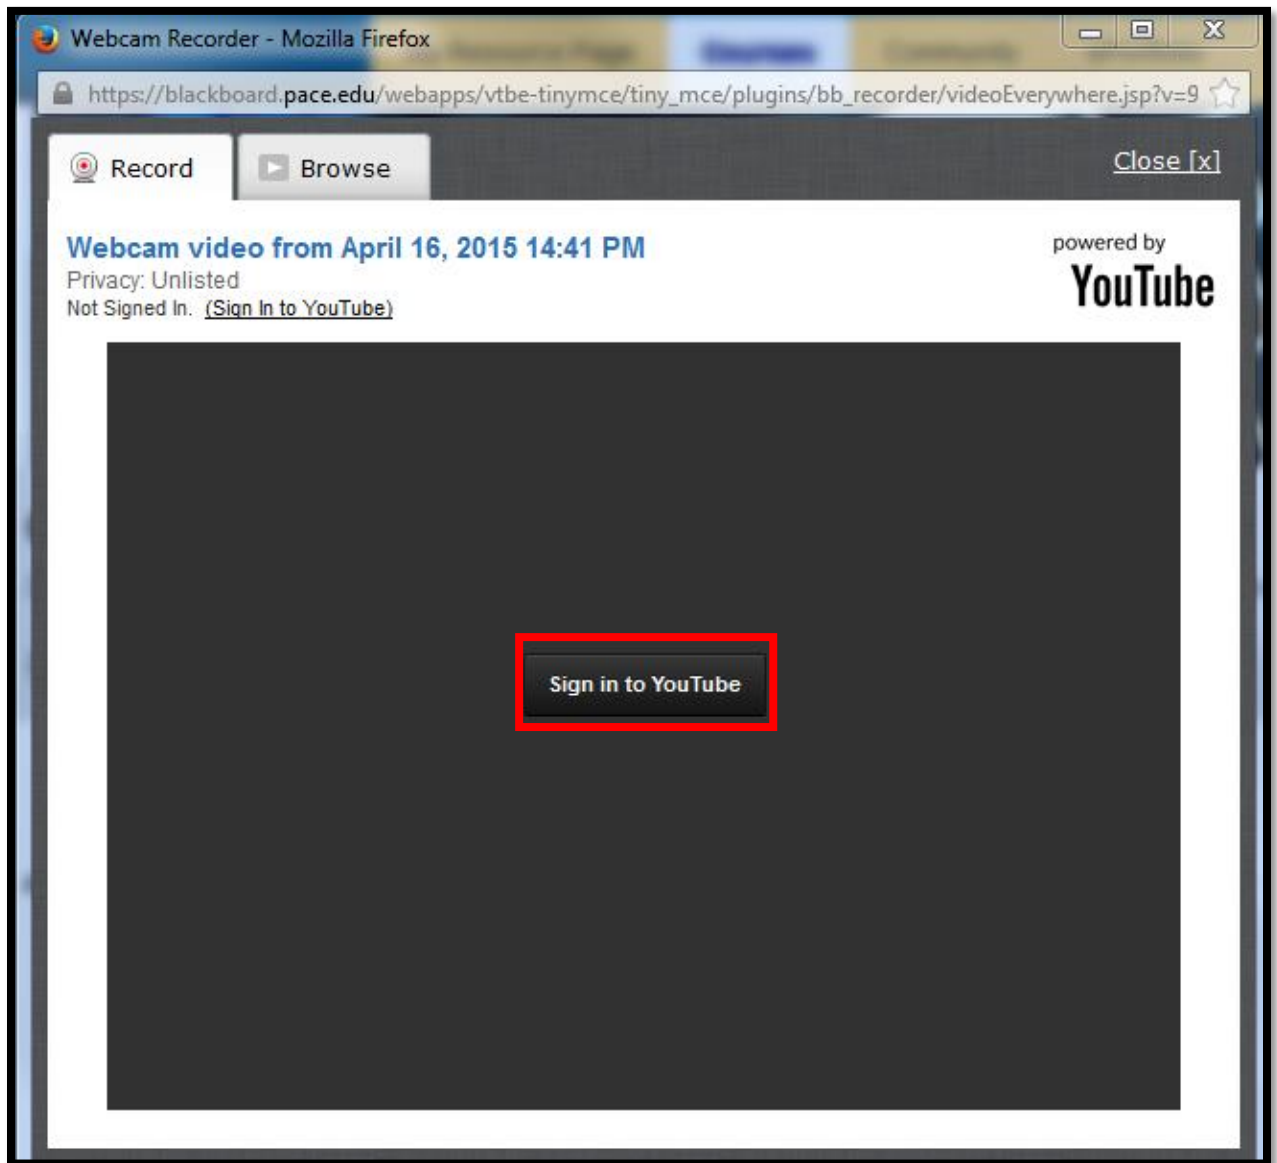 Webcam Recorder - Mozilla Firefox
Courses
https://blackboard.pace.edu/webapps/vtbe-tinymce/tiny_mce/plugins/bb_recorder/videoEverywhere.jsp?v=9
Record
Browse
Close [x]
Webcam video from April 16, 2015 14:41 PM
Privacy: Unlisted
Not Signed In. (Sign In to YouTube)
powered by
YouTube
Sign in to YouTube